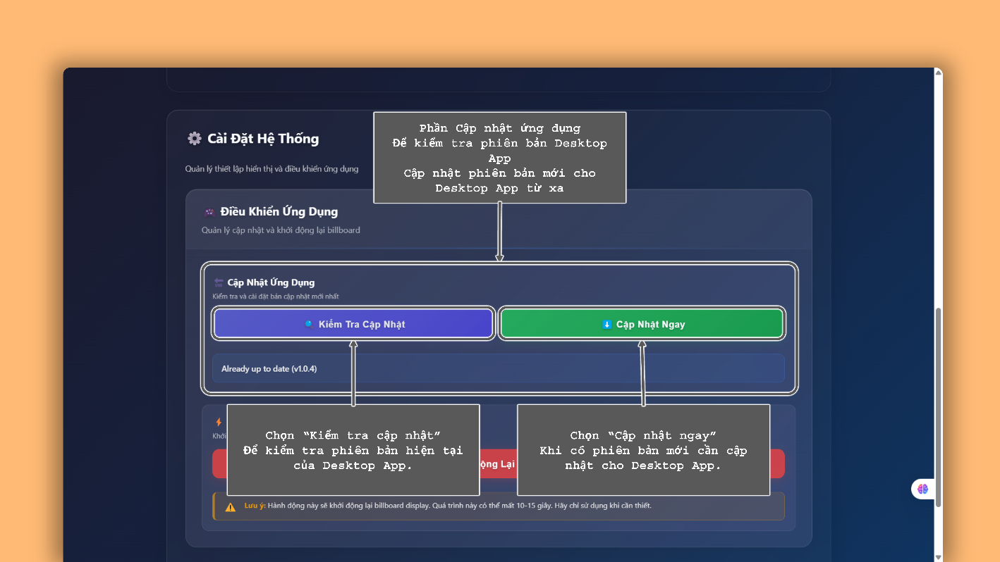 Cài Đặt Hệ Thống
Quản lý thiết lập hiển thị và điều khiển ứng dụng
Phần Cập nhật ứng dụng
Để kiểm tra phiên bản Desktop
App
Cập nhật phiên bản mới cho
Desktop App từ xa
Điều Khiển Ứng Dụng
Quản lý cập nhật và khởi động lại billboard
Cập Nhật Ứng Dụng
Kiểm tra và cài đặt bản cập nhật mới nhất
Kiểm Tra Cập Nhật
Cập Nhật Ngay
Already up to date (v1.0.4)
Khởi
Chọn “Kiểm tra cập nhật”
Để kiểm tra phiên bản hiện tại
của Desktop App.
ộng Lại
Chọn “Cập nhật ngay”
Khi có phiên bản mới cần cập
nhật cho Desktop App.
Lưu ý: Hành động này sẽ khởi động lại billboard display. Quá trình này có thể mất 10-15 giây. Hãy chỉ sử dụng khi cần thiết.